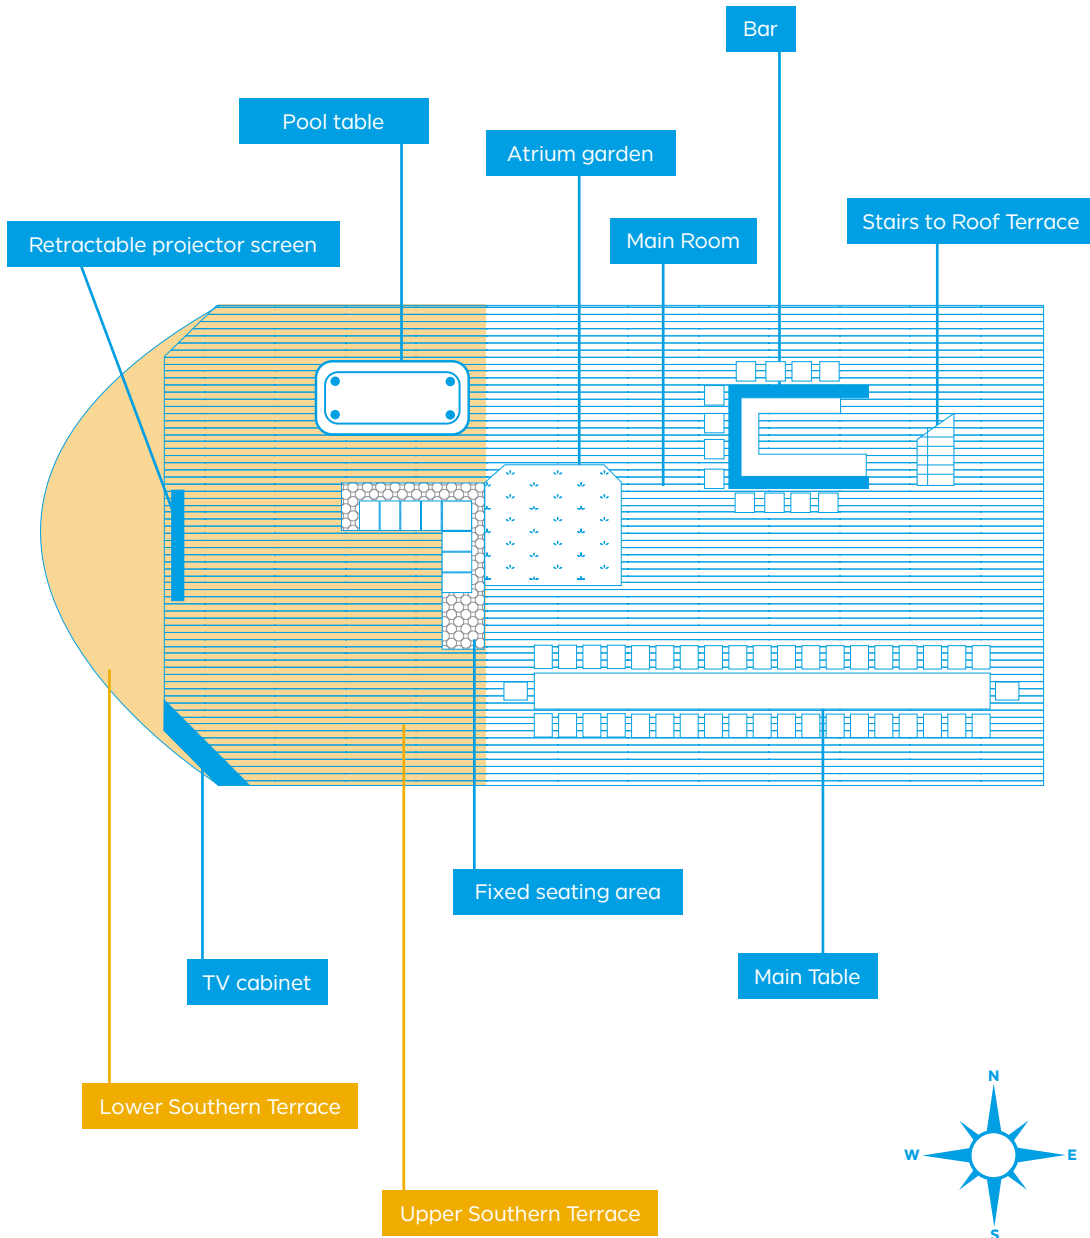 Bar
Pool table
Atrium garden
Stairs to Roof Terrace
Main Room
Retractable projector screen
Fixed seating area
TV cabinet
Main Table
Lower Southern Terrace
Upper Southern Terrace
N
W
E
S